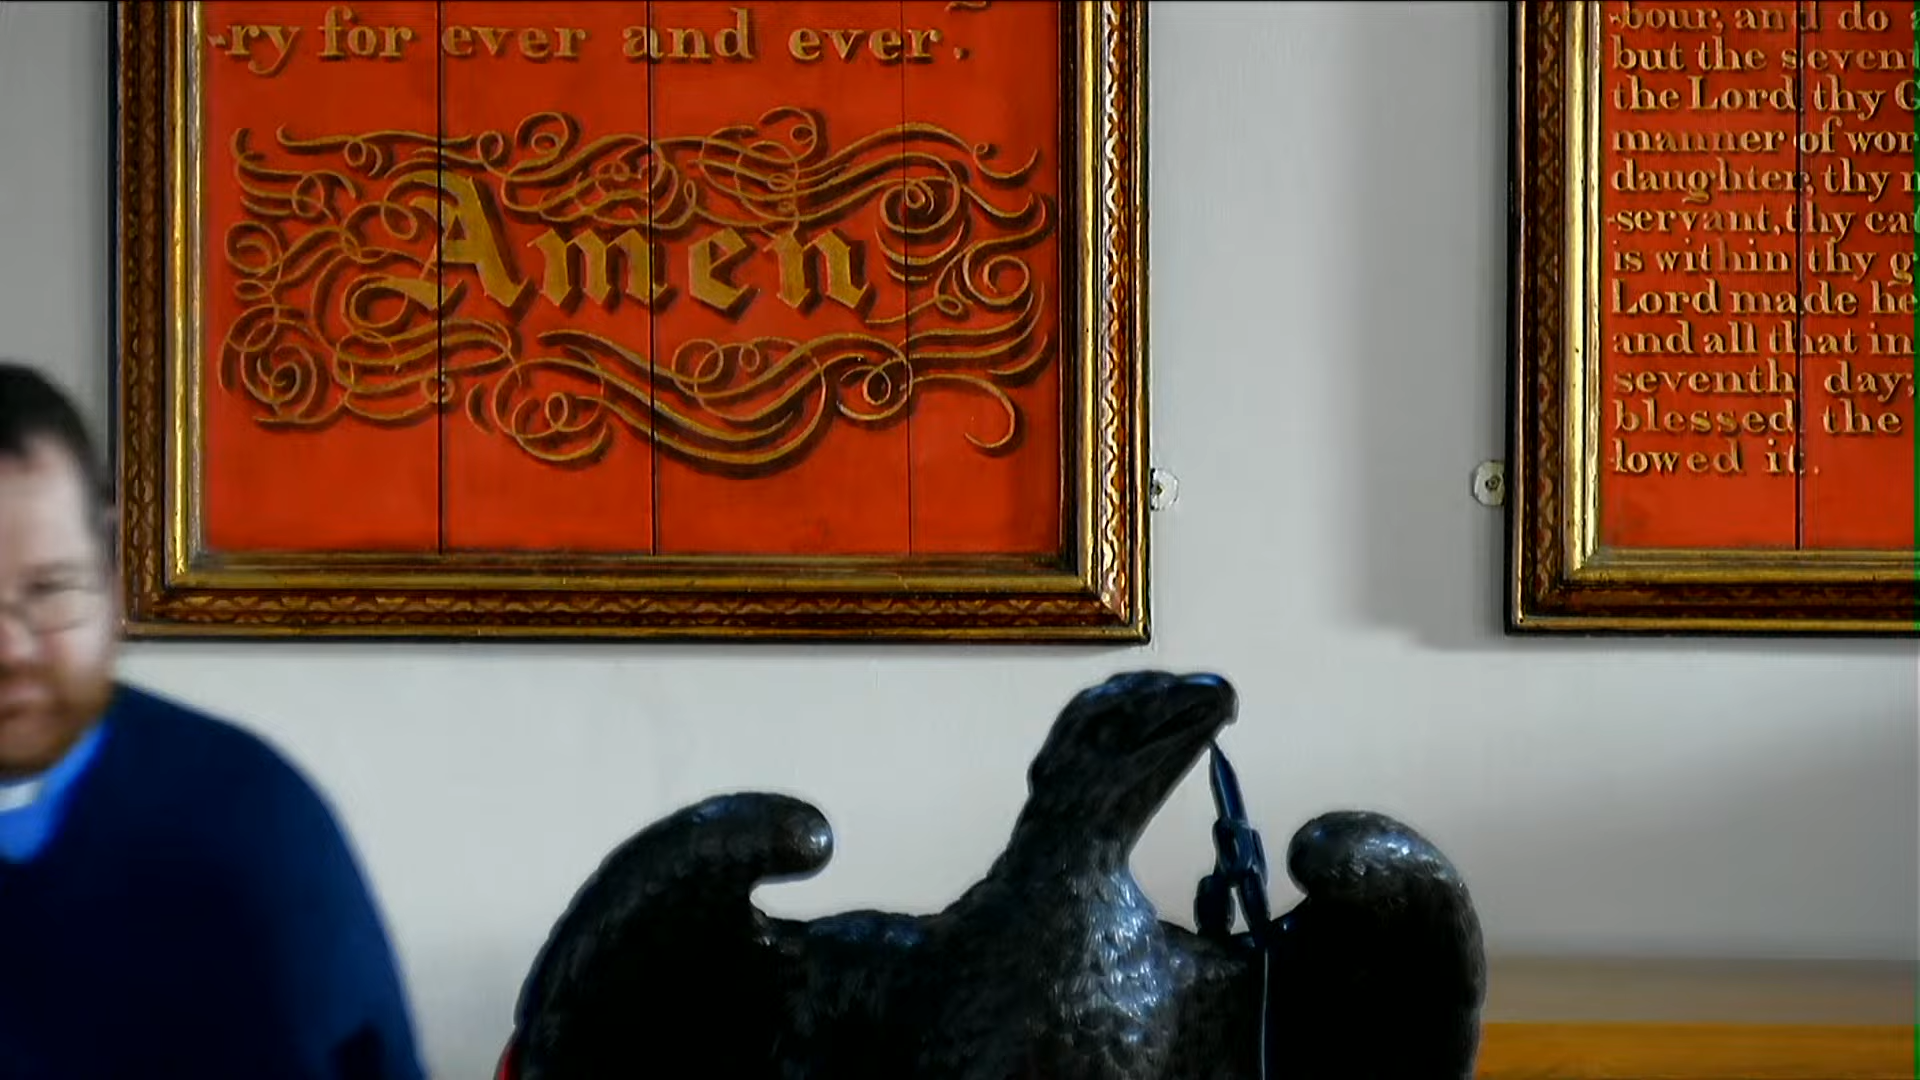 -ry for ever and ever.
Amen
-bour, and do
but the seven
the Lord thy G
manner of wor
daughter, thy
-servant, thy ca
is within thy g
Lord made he
and all that in
seventh day;
blessed the
-lowed it.